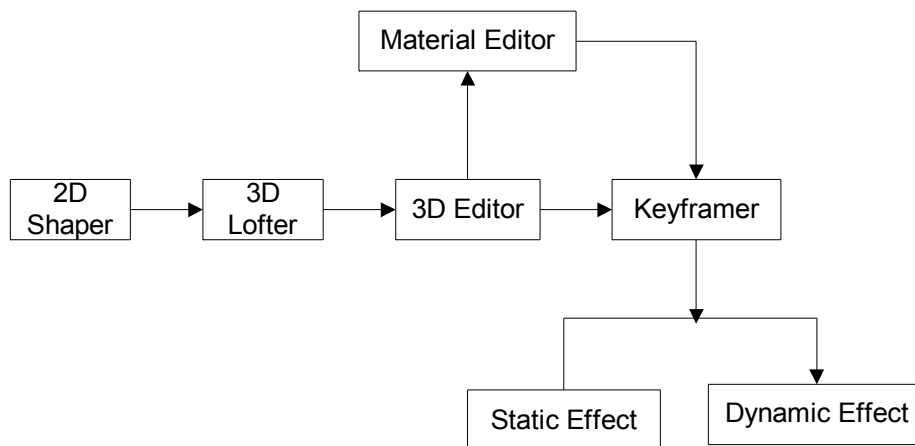 Material Editor
2D
Shaper
3D
Lofter
3D Editor
Keyframer
Static Effect
Dynamic Effect